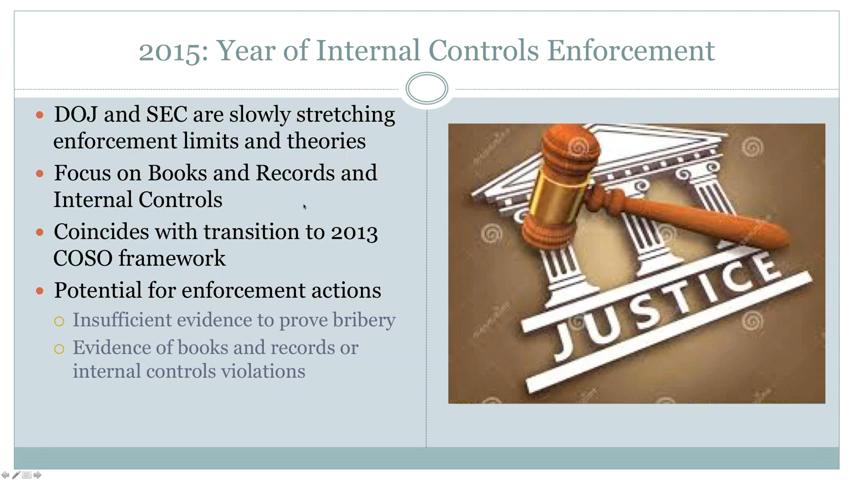 2015: Year of Internal Controls Enforcement
DOJ and SEC are slowly stretching
enforcement limits and theories
Focus on Books and Records and
Internal Controls
Coincides with transition to 2013
COSO framework
Potential for enforcement actions
Insufficient evidence to prove bribery
Evidence of books and records or
internal controls violations
JUSTICE